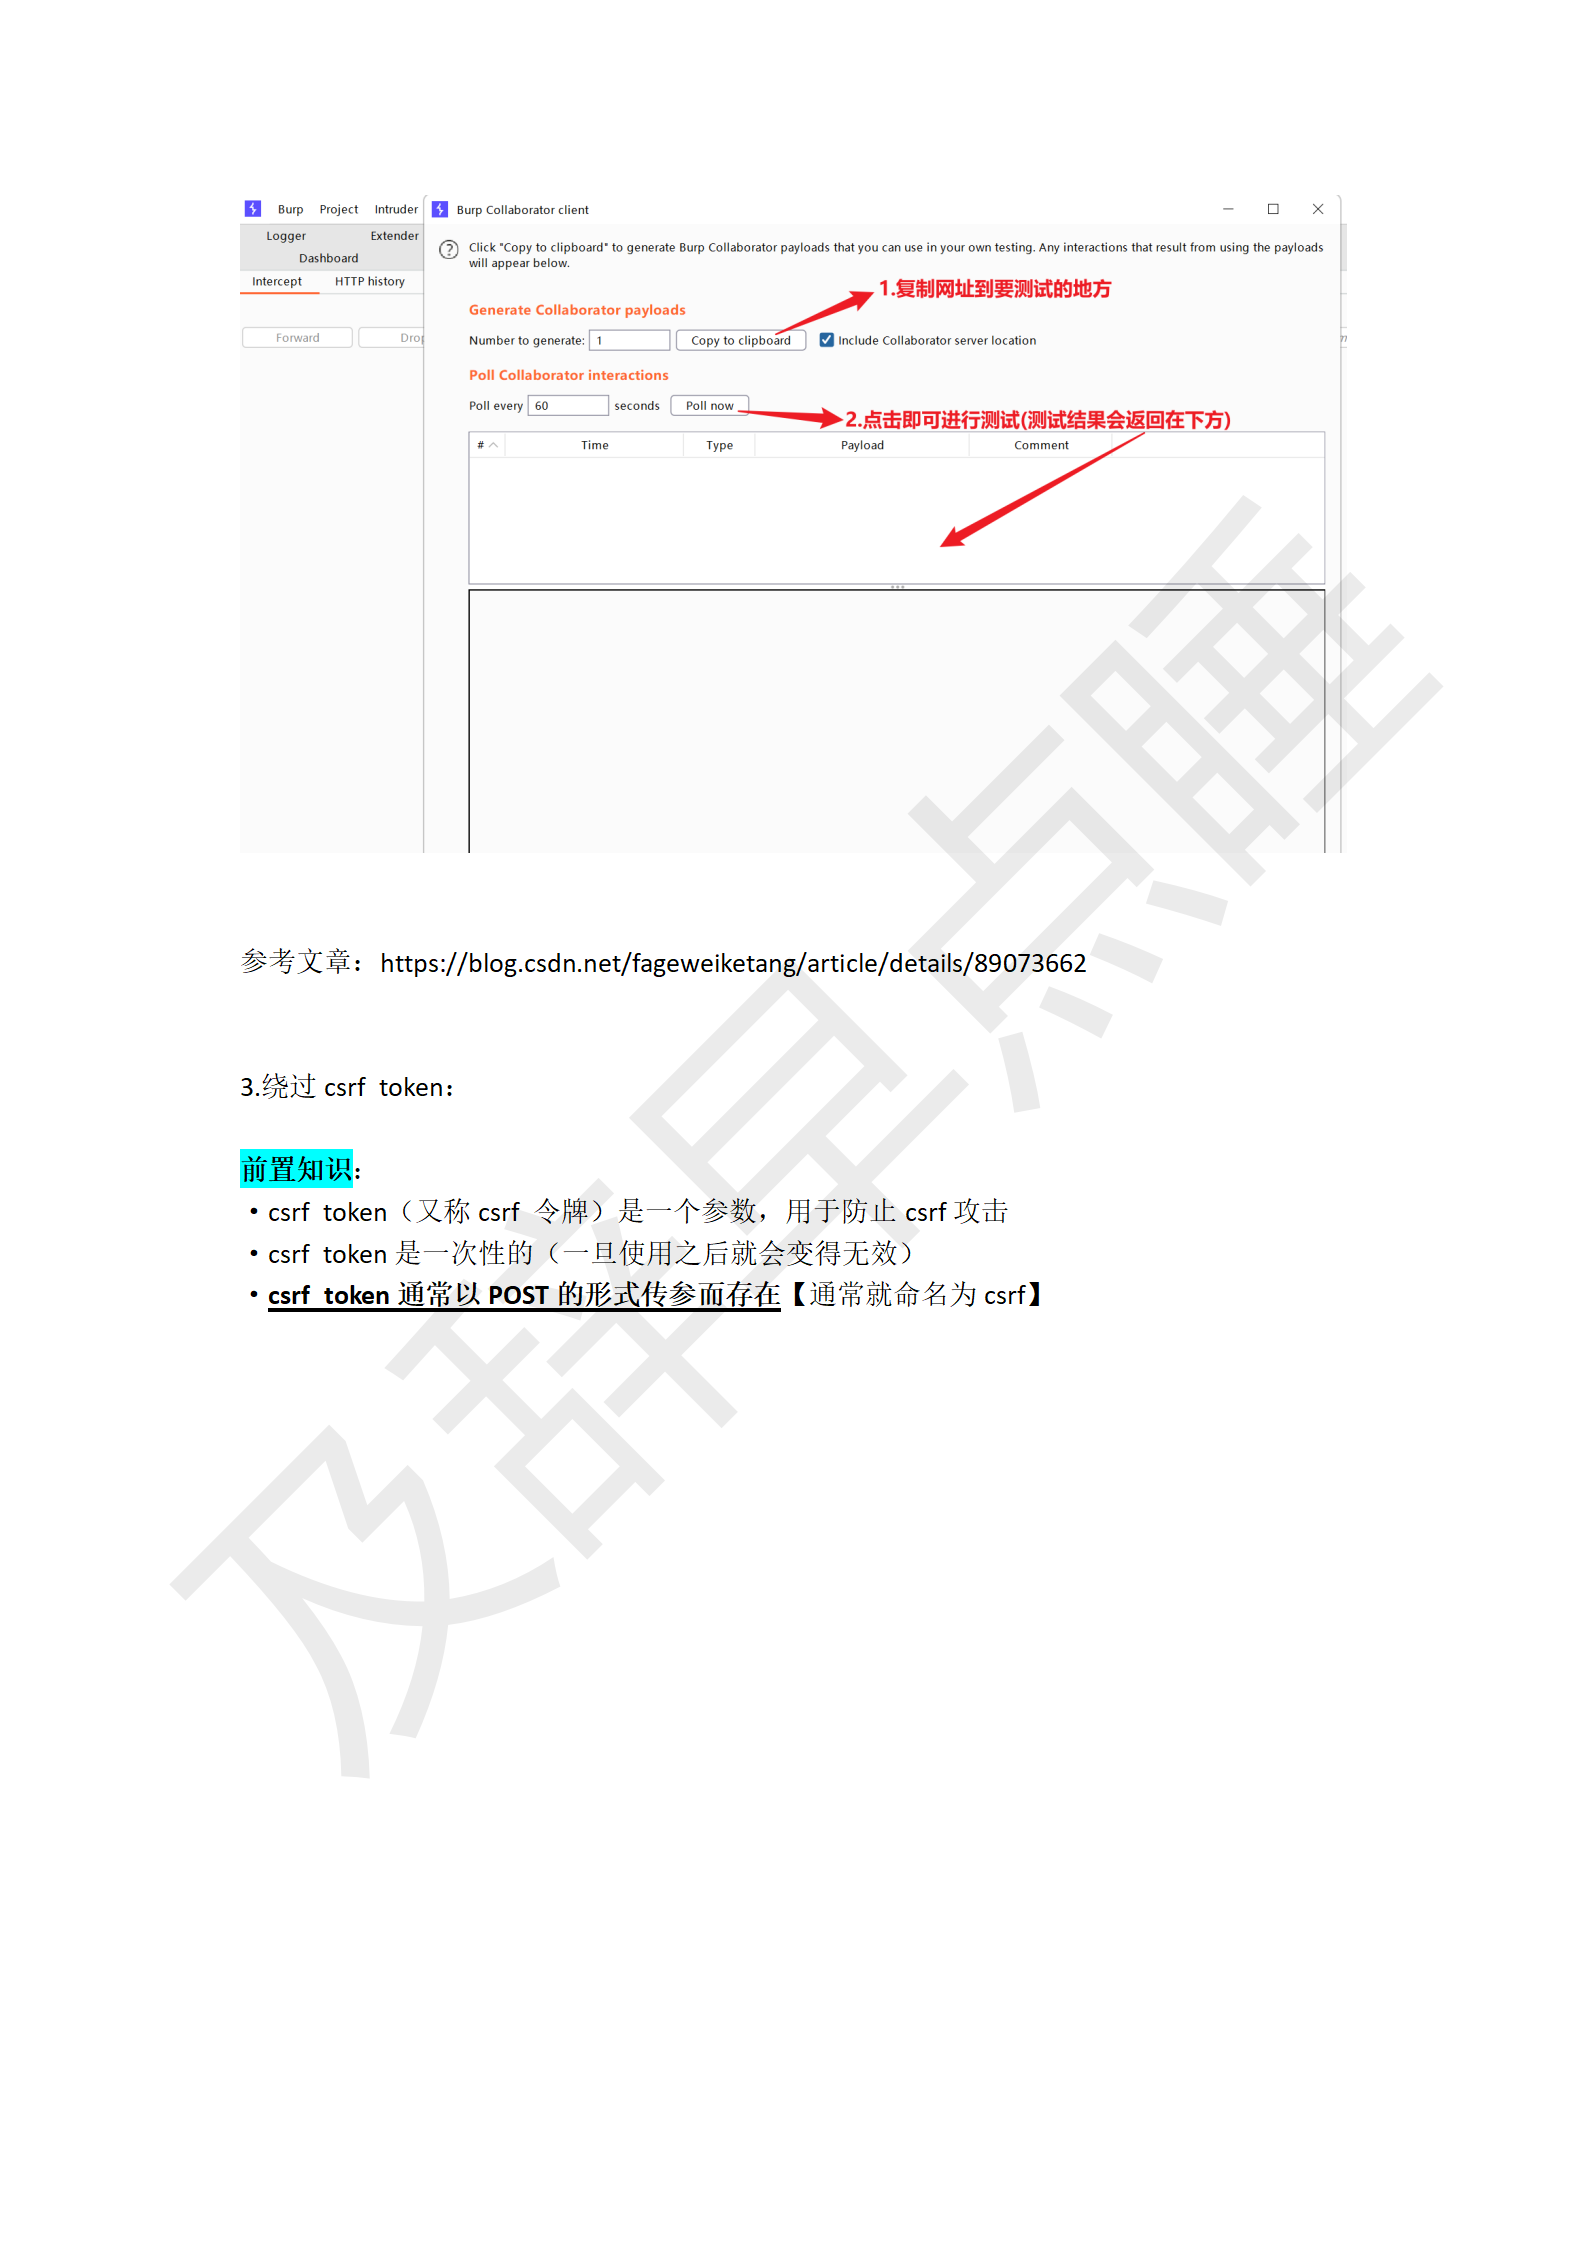 Burp Project Intruder
Burp Collaborator client
Logger Extender
Dashboard
Intercept HTTP history
Forward Drop
Click "Copy to clipboard" to generate Burp Collaborator payloads that you can use in your own testing. Any interactions that result from using the payloads
will appear below.
1.复制网址到要测试的地方
Generate Collaborator payloads
Number to generate: 1 Copy to clipboard Include Collaborator server location
Poll Collaborator interactions
Poll every 60 seconds Poll now
2.点击即可进行测试(测试结果会返回在下方)
# Time Type Payload Comment
参考文章：https://blog.csdn.net/fageweiketang/article/details/89073662
3.绕过 csrf token：
前置知识：
·csrf token（又称 csrf 令牌）是一个参数，用于防止 csrf 攻击
·csrf token 是一次性的（一旦使用之后就会变得无效）
·csrf token 通常以 POST 的形式传参而存在【通常就命名为 csrf】
及辞早点睡